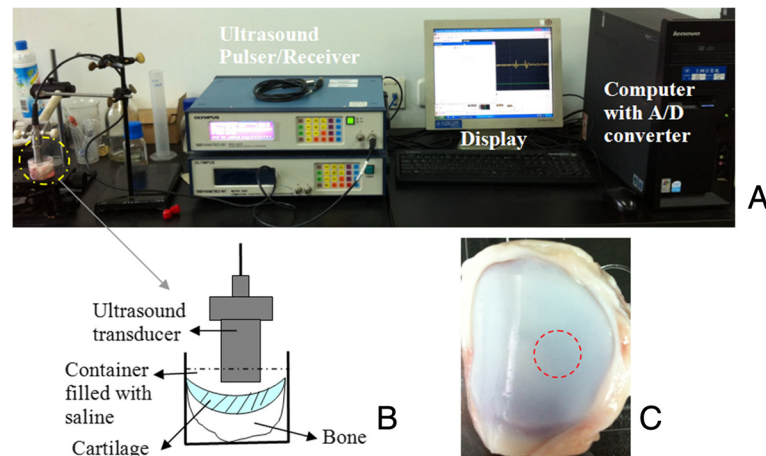 Ultrasound
Pulser/Receiver
Display
Computer
with A/D
converter
lenovo
OLYMPUS
OLYMPUS
A
Ultrasound
transducer
Container
filled with
saline
Cartilage
Bone
B
C